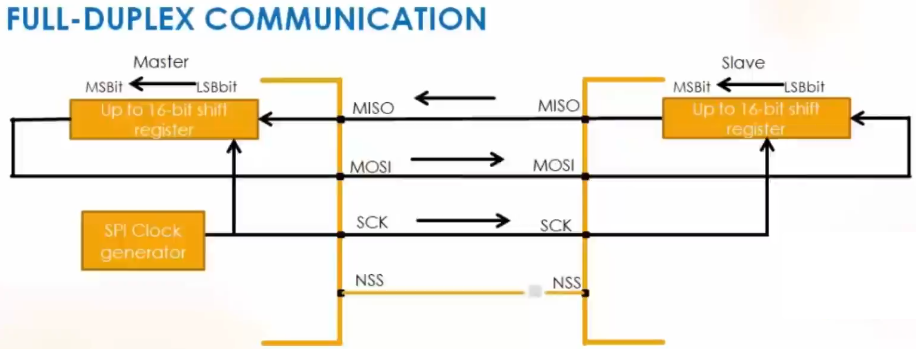 FULL-DUPLEX COMMUNICATION
Master
MSBit LSBbit
Up to 16-bit shift
register
Slave
MSBit LSBbit
Up to 16-bit shift
register
MISO MISO
MOSI MOSI
SCK SCK
SPI Clock
generator
NSS NSS